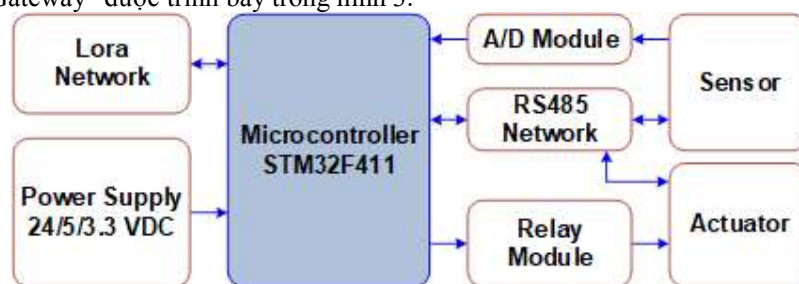 Gateway" được trình bày trong hình 3.
Lora
Network
Power Supply
24/5/3.3 VDC
Microcontroller
STM32F411
A/D Module
RS485
Network
Relay
Module
Sensor
Actuator